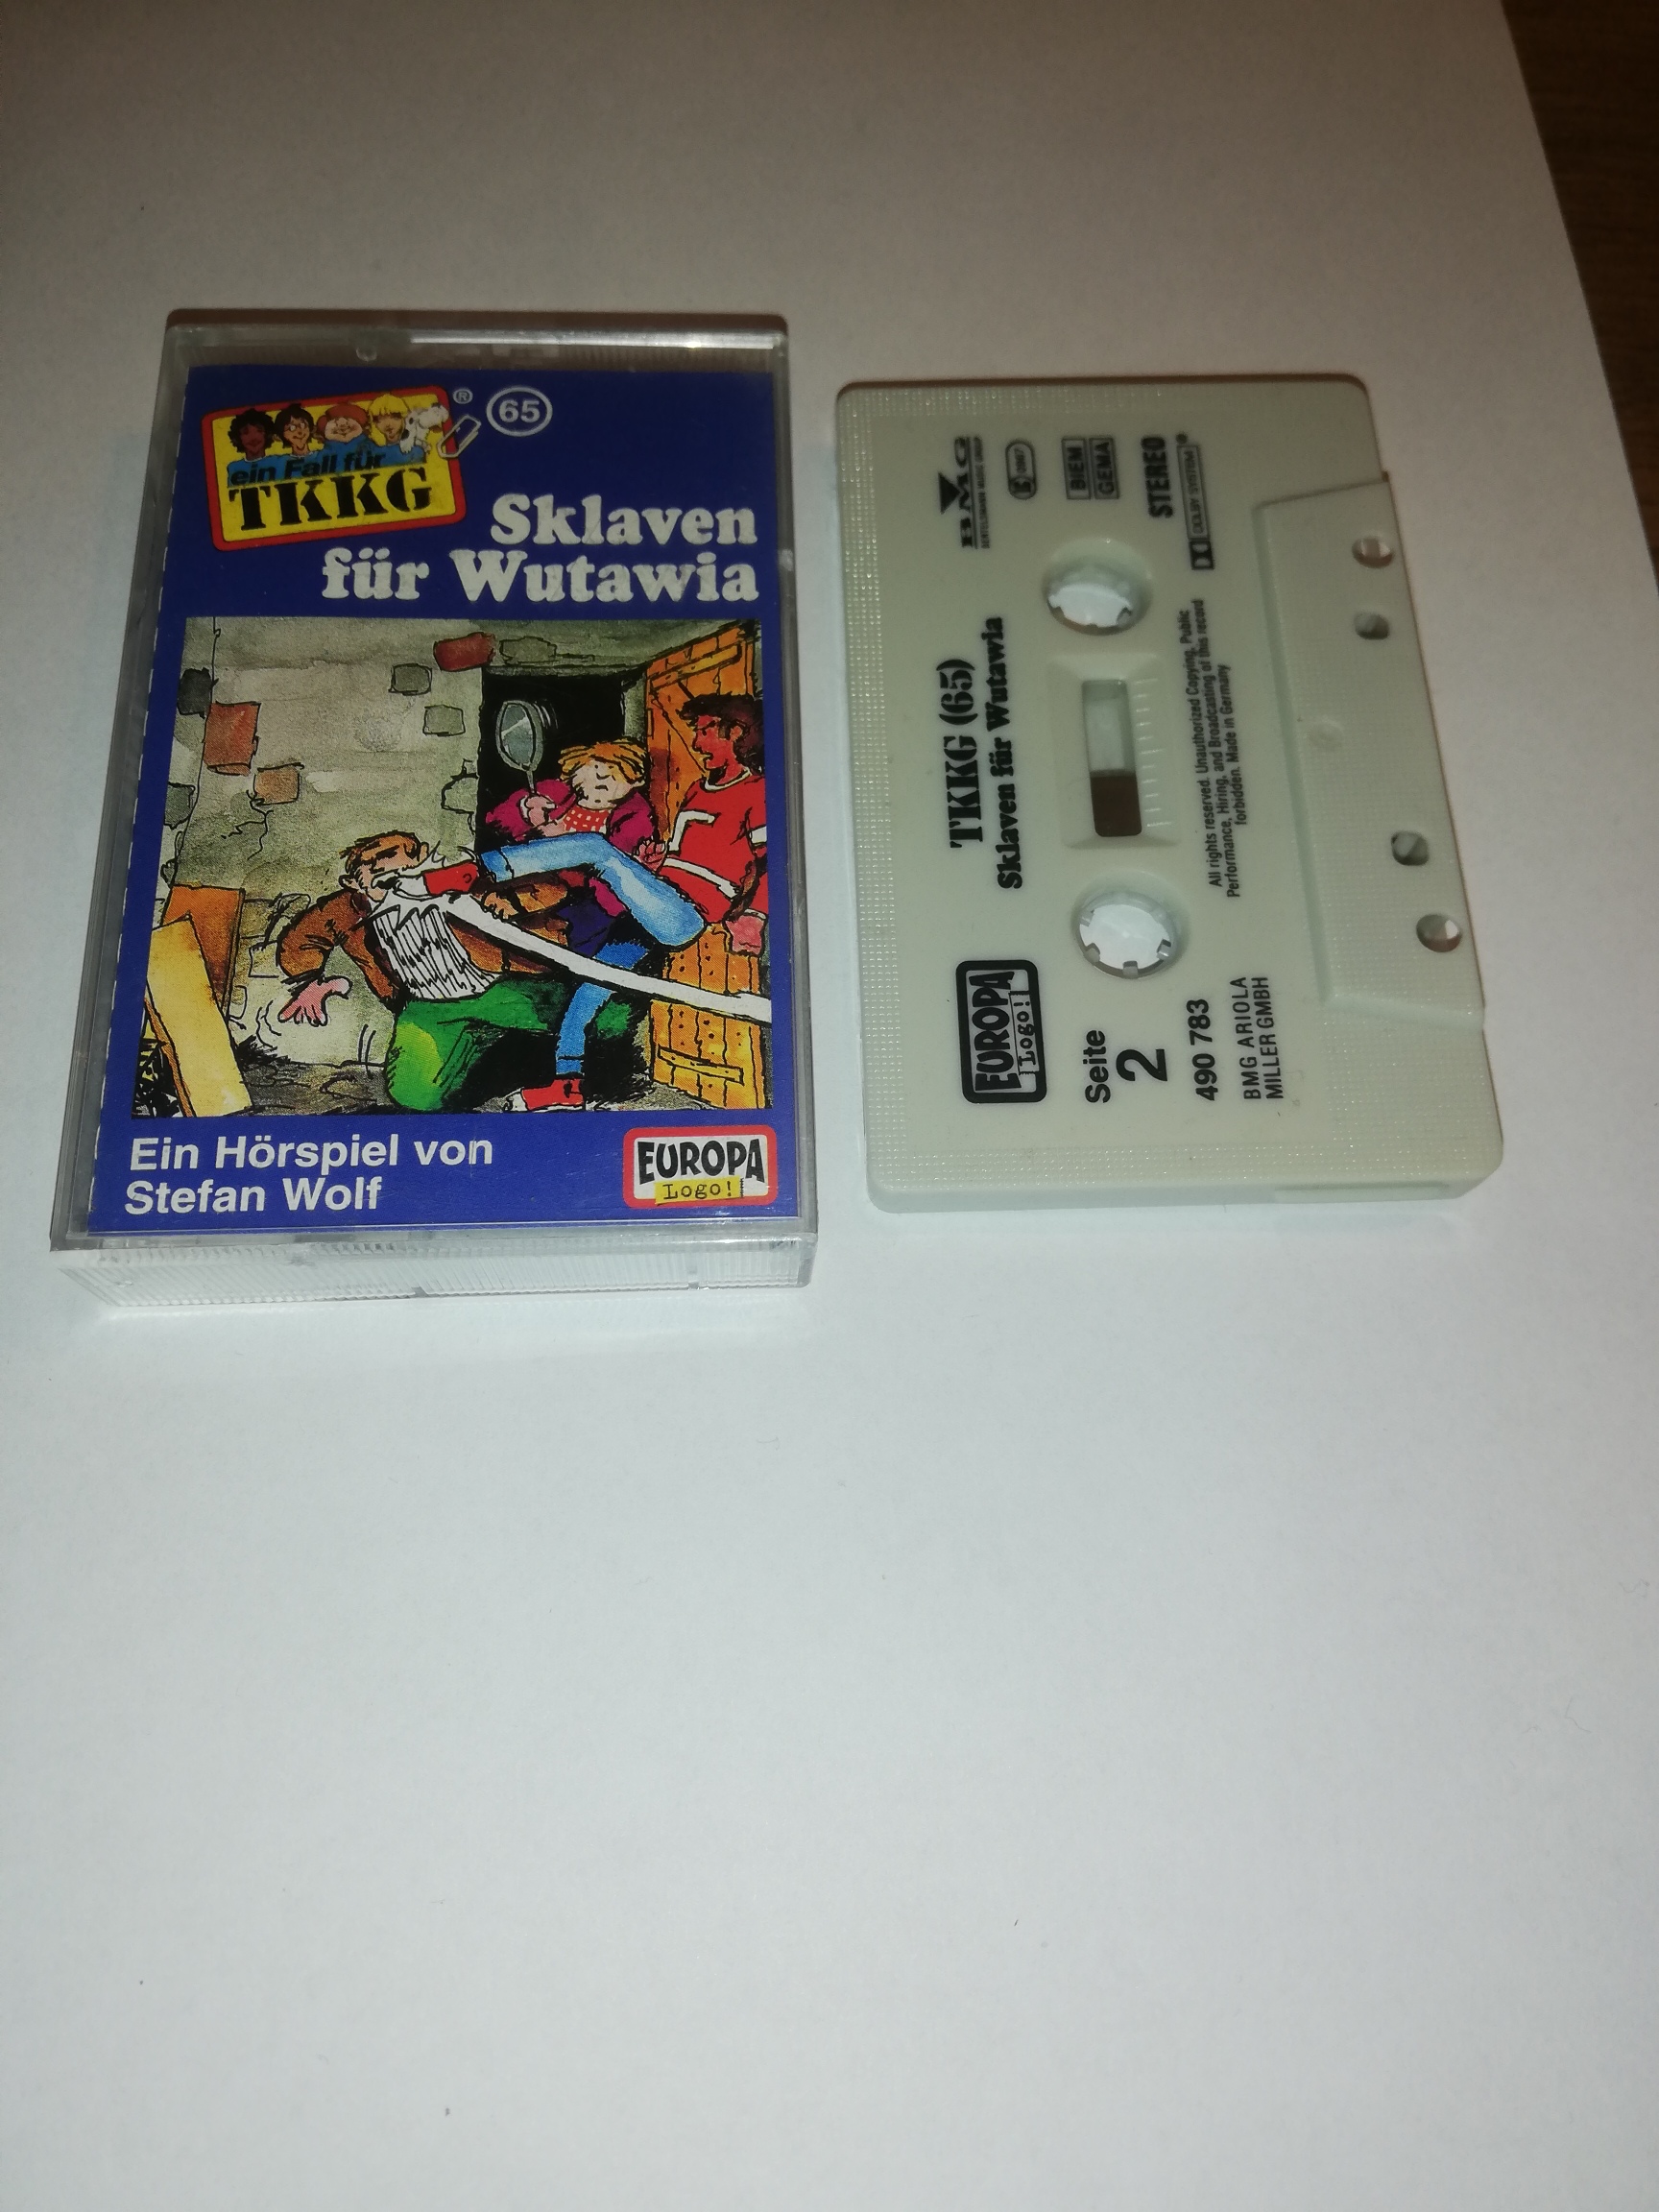 ein Fall für
TKKG
®
65
Sklaven
für Wutawia
Ein Hörspiel von
Stefan Wolf
EUROPA
Logo!
TKKG (65)
Sklaven für Wutawia
EUROPA
Logo!
BMG
BIEM
GEMA
STEREO
DOLBY SYSTEM
Seite
2
490 783
BMG ARIOLA
MILLER GMBH
All rights reserved. Unauthorized Copying, Public
Performance, Hiring, and Broadcasting of this record
forbidden. Made in Germany